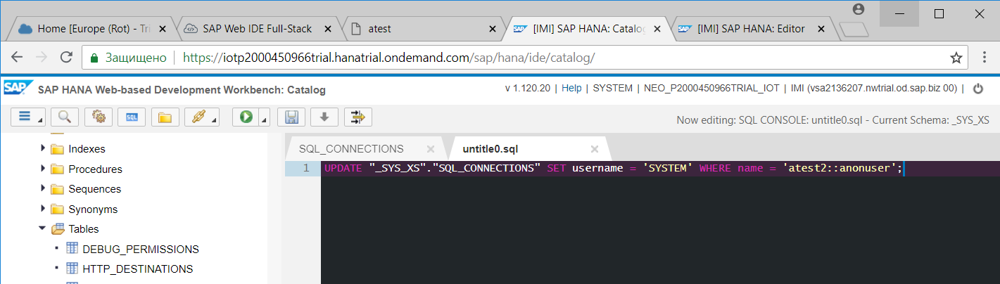 Home [Europe (Rot) - Tri
SAP Web IDE Full-Stack
atest
[IMI] SAP HANA: Catalog
[IMI] SAP HANA: Editor
Защищено
https://iotp2000450966trial.hanatrial.ondemand.com/sap/hana/ide/catalog/
SAP SAP HANA Web-based Development Workbench: Catalog
v 1.120.20 | Help | SYSTEM | NEO_P2000450966TRIAL_IOT | IMI (vsa2136207.nwtrial.od.sap.biz 00) |
SQL
Now editing: SQL CONSOLE: untitle0.sql - Current Schema: _SYS_XS
Indexes
Procedures
Sequences
Synonyms
Tables
DEBUG_PERMISSIONS
HTTP_DESTINATIONS
SQL_CONNECTIONS
untitle0.sql
1 UPDATE "_SYS_XS"."SQL_CONNECTIONS" SET username = 'SYSTEM' WHERE name = 'atest2::anonuser';